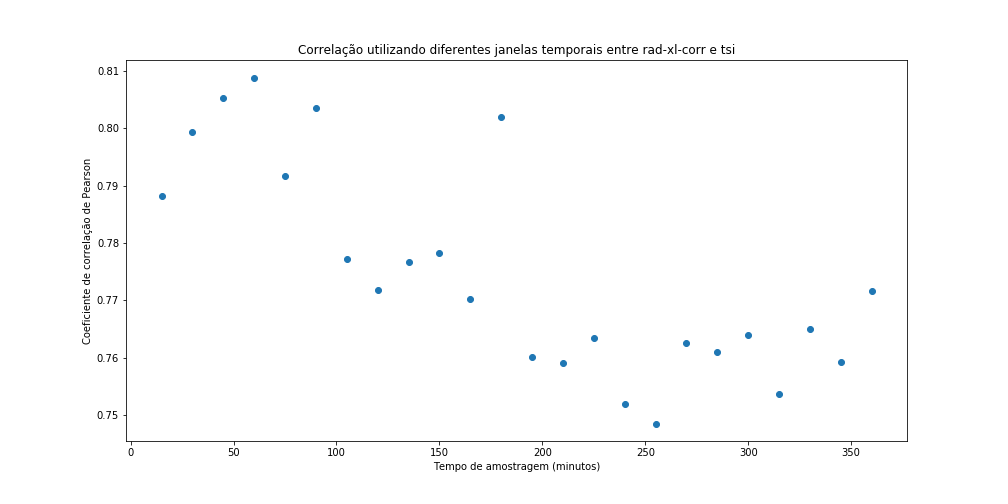 Correlação utilizando diferentes janelas temporais entre rad-xl-corr e tsi
0.81
0.80
0.79
0.78
0.77
0.76
0.75
Coeficiente de correlação de Pearson
0 50 100 150 200 250 300 350
Tempo de amostragem (minutos)